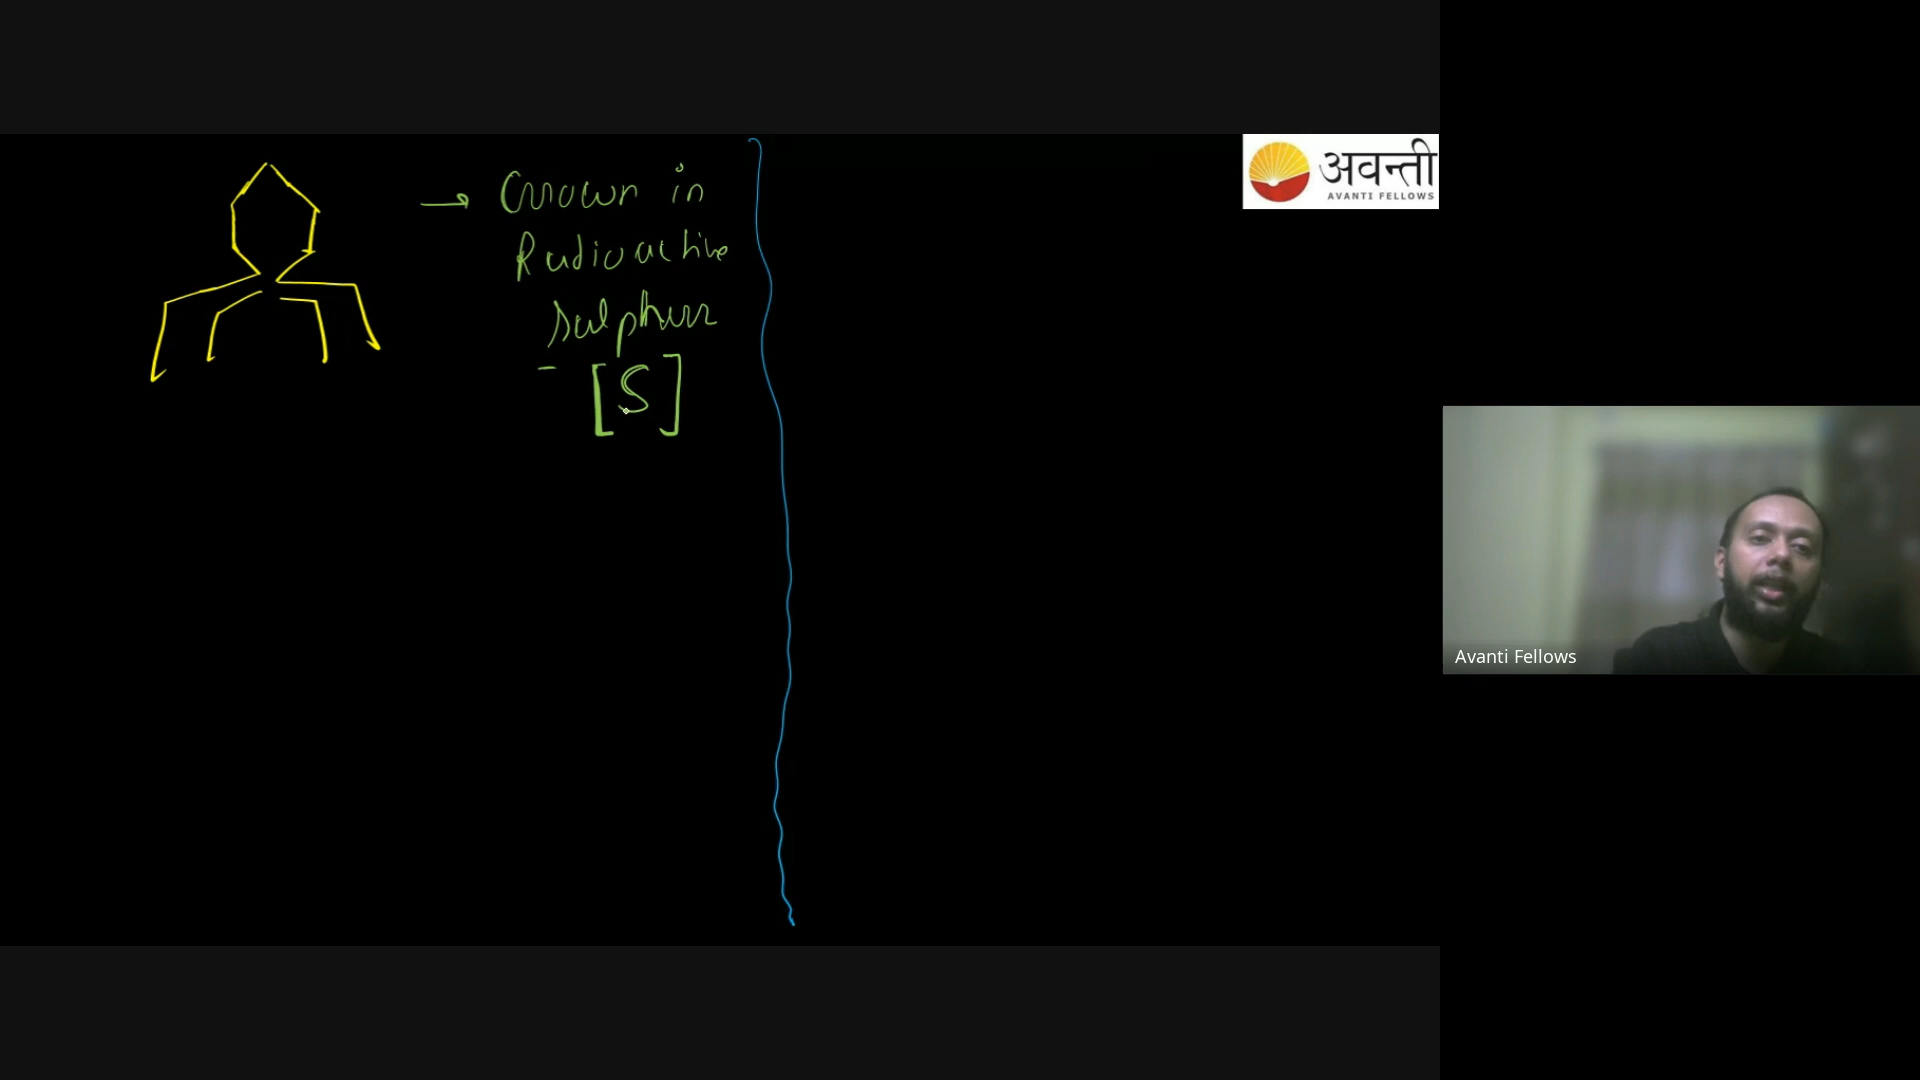 → Grown in
Radioactive
Sulphur
[S]
अवन्ती
AVANTI FELLOWS
Avanti Fellows